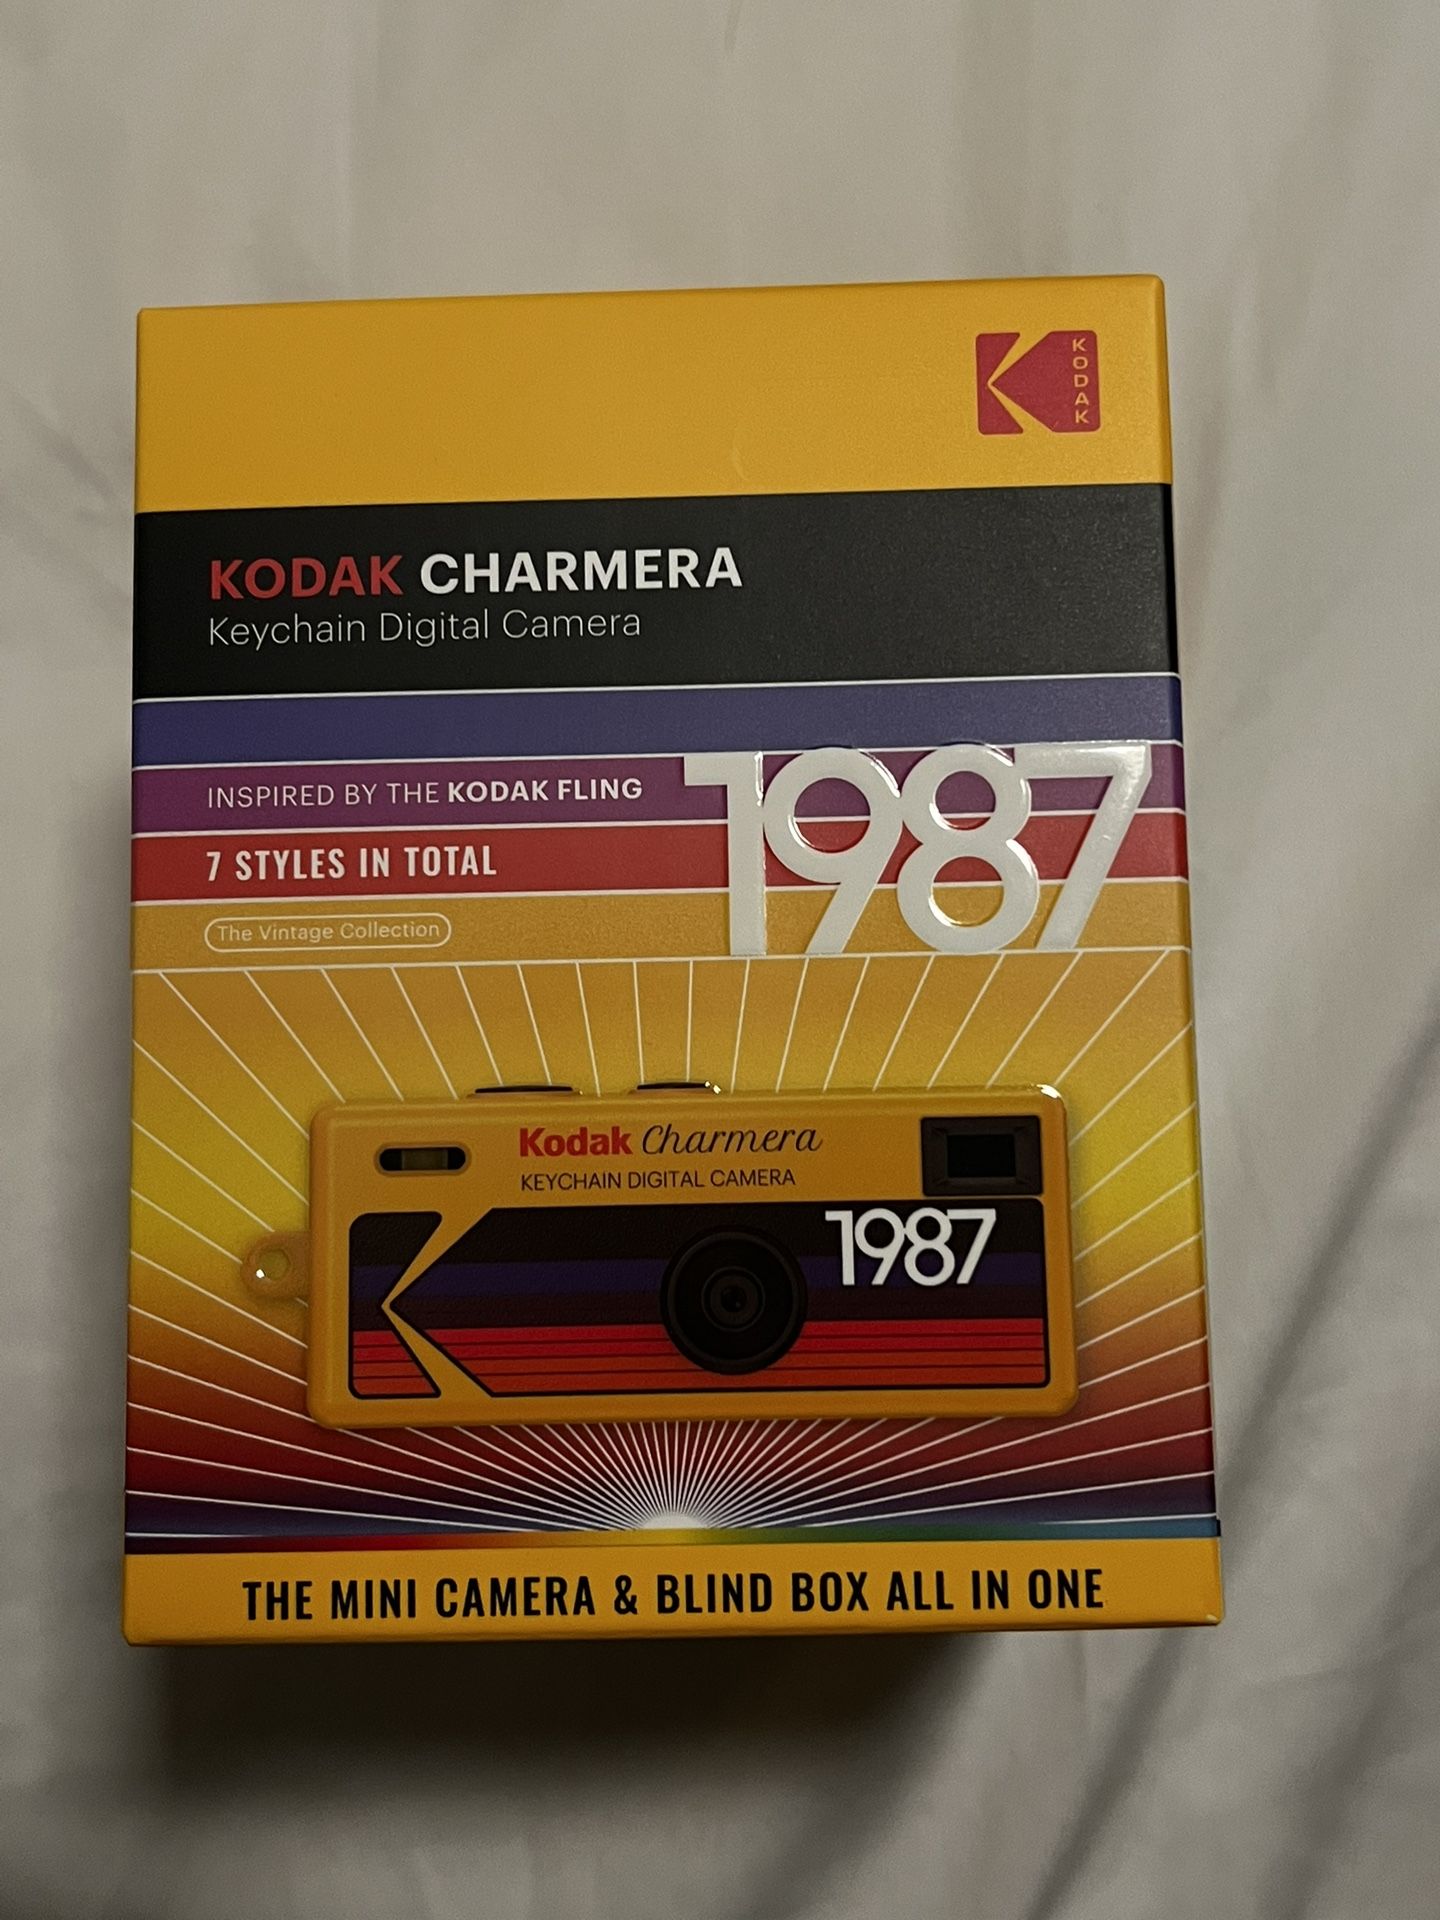 KODAK
KODAK CHARMERA
Keychain Digital Camera
INSPIRED BY THE KODAK FLING
1987
7 STYLES IN TOTAL
The Vintage Collection
Kodak Charmera
KEYCHAIN DIGITAL CAMERA
1987
THE MINI CAMERA & BLIND BOX ALL IN ONE